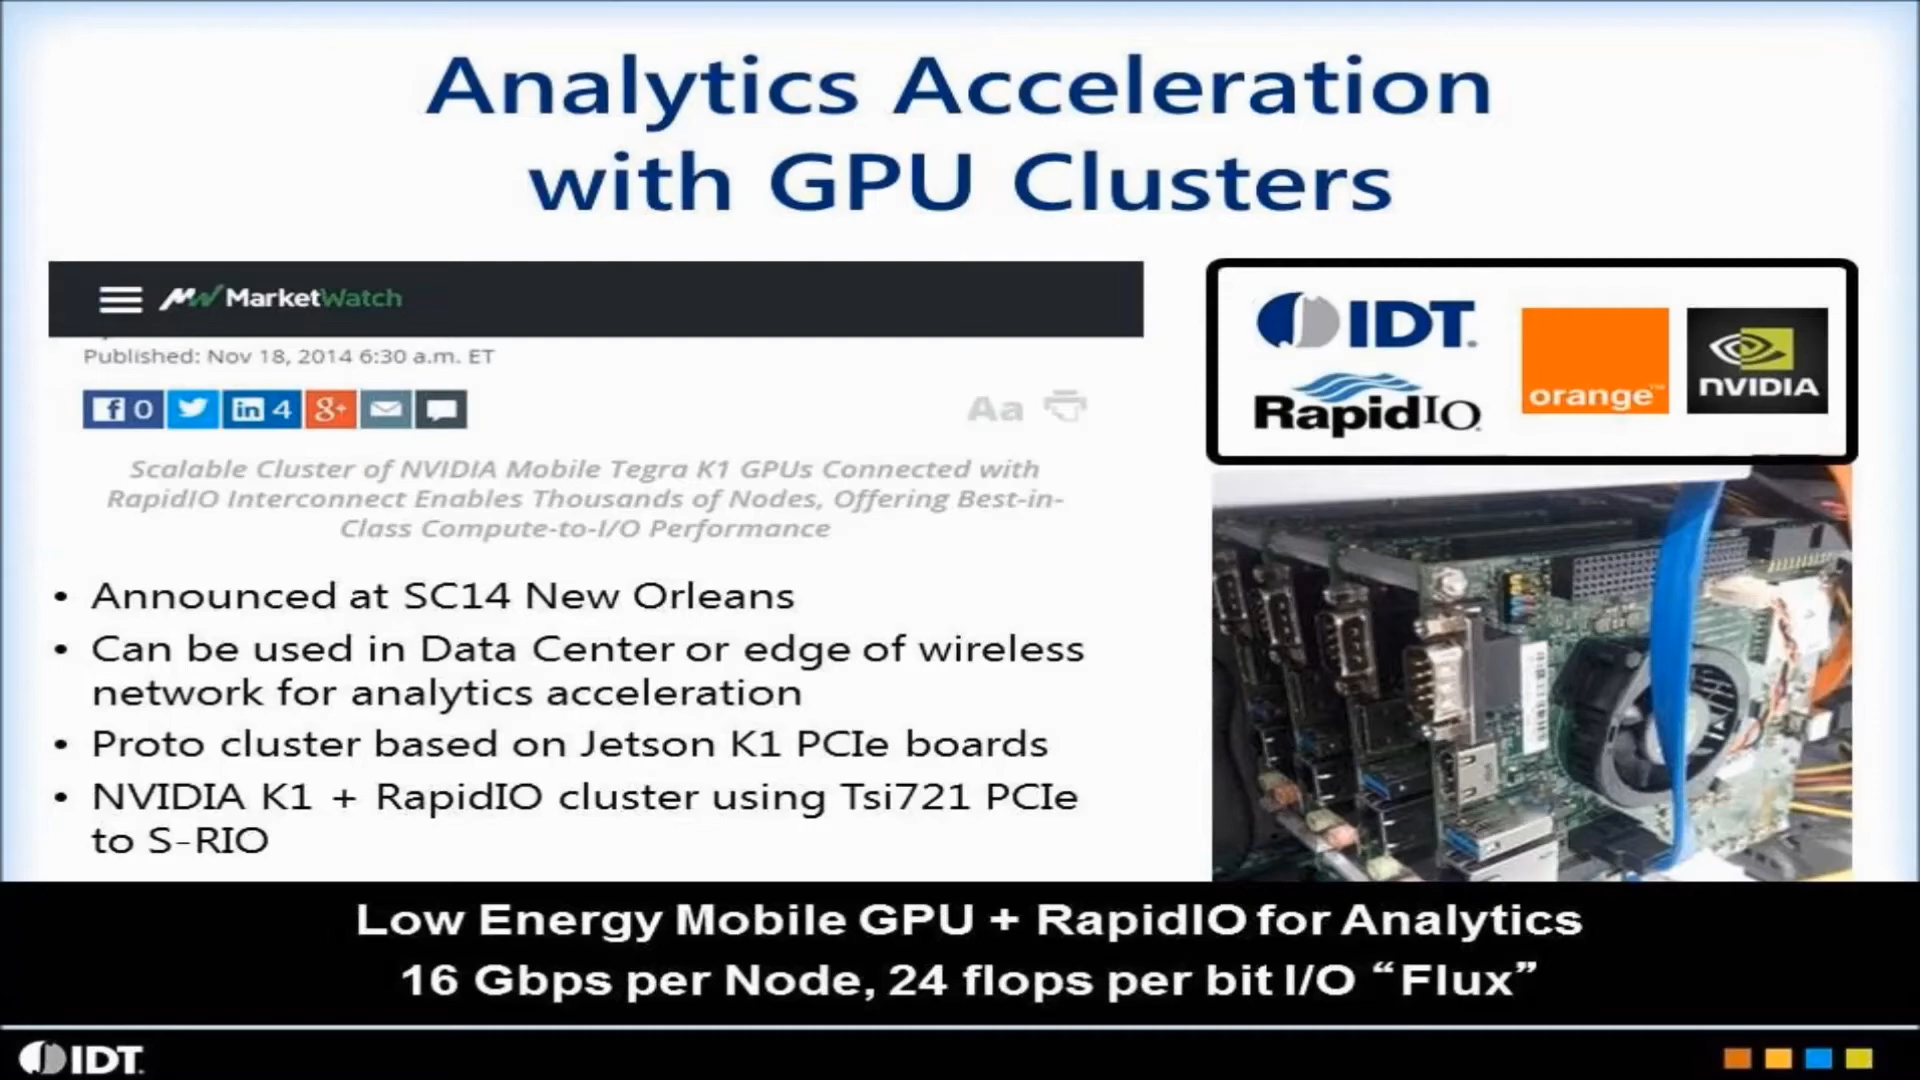 Analytics Acceleration
with GPU Clusters
MarketWatch
Published: Nov 18, 2014 6:30 a.m. ET
f 0
in 4
g+
Aa
Scalable Cluster of NVIDIA Mobile Tegra K1 GPUs Connected with
RapidIO Interconnect Enables Thousands of Nodes, Offering Best-in-
Class Compute-to-I/O Performance
• Announced at SC14 New Orleans
• Can be used in Data Center or edge of wireless
network for analytics acceleration
• Proto cluster based on Jetson K1 PCIe boards
• NVIDIA K1 + RapidIO cluster using Tsi721 PCIe
to S-RIO
IDT.
RapidIO
orange™
NVIDIA
Low Energy Mobile GPU + RapidIO for Analytics
16 Gbps per Node, 24 flops per bit I/O “Flux”
IDT.